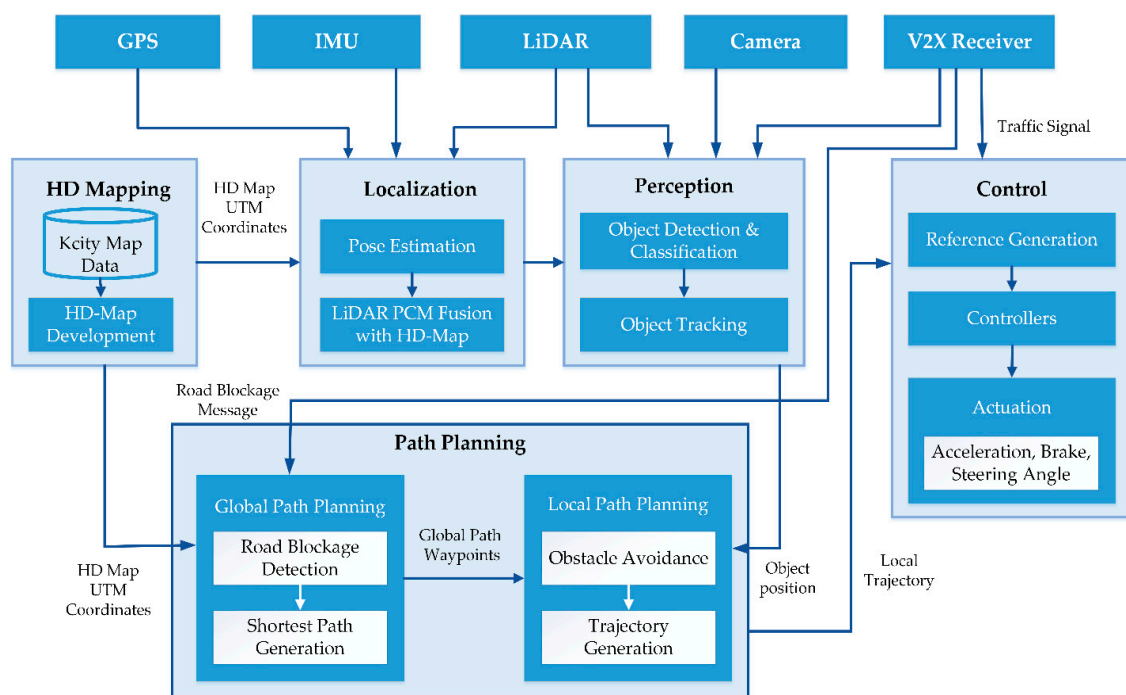 GPS
IMU
LiDAR
Camera
V2X Receiver
Traffic Signal
HD Mapping
Kcity Map
Data
HD-Map
Development
HD Map
UTM
Coordinates
Localization
Pose Estimation
LiDAR PCM Fusion
with HD-Map
Perception
Object Detection &
Classification
Object Tracking
Control
Reference Generation
Controllers
Actuation
Acceleration, Brake,
Steering Angle
Road Blockage
Message
Path Planning
Global Path Planning
Road Blockage
Detection
Shortest Path
Generation
Global Path
Waypoints
Local Path Planning
Obstacle Avoidance
Trajectory
Generation
HD Map
UTM
Coordinates
Object
position
Local
Trajectory